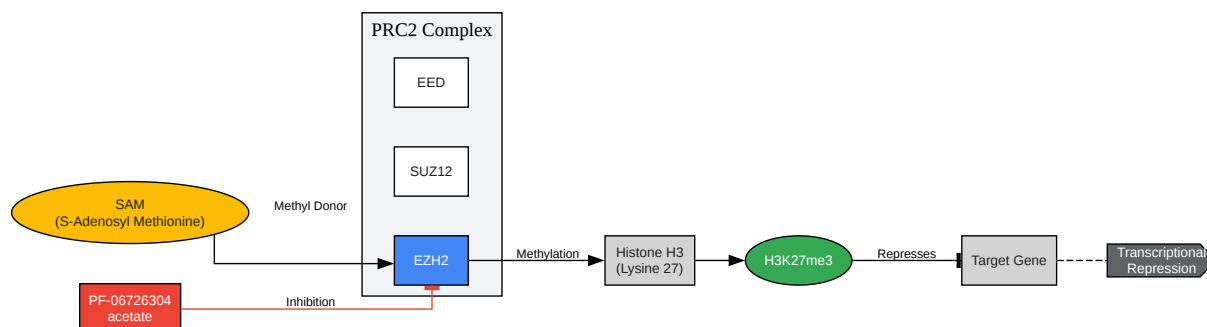 PRC2 Complex
EED
SUZ12
SAM
(S-Adenosyl Methionine)
Methyl Donor
EZH2
Methylation
Histone H3
(Lysine 27)
H3K27me3
Represses
Target Gene
Transcriptional
Repression
PF-06726304
acetate
Inhibition